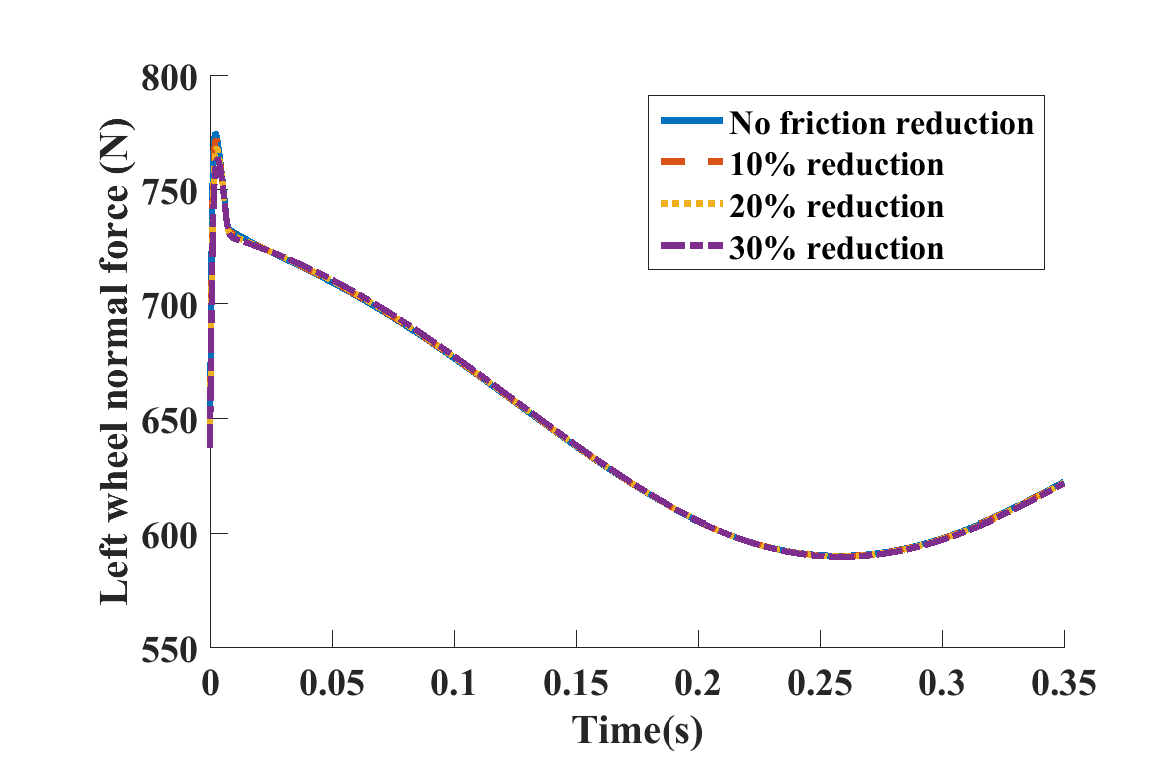 Left wheel normal force (N)
800
750
700
650
600
550
No friction reduction
10% reduction
20% reduction
30% reduction
0 0.05 0.1 0.15 0.2 0.25 0.3 0.35
Time(s)